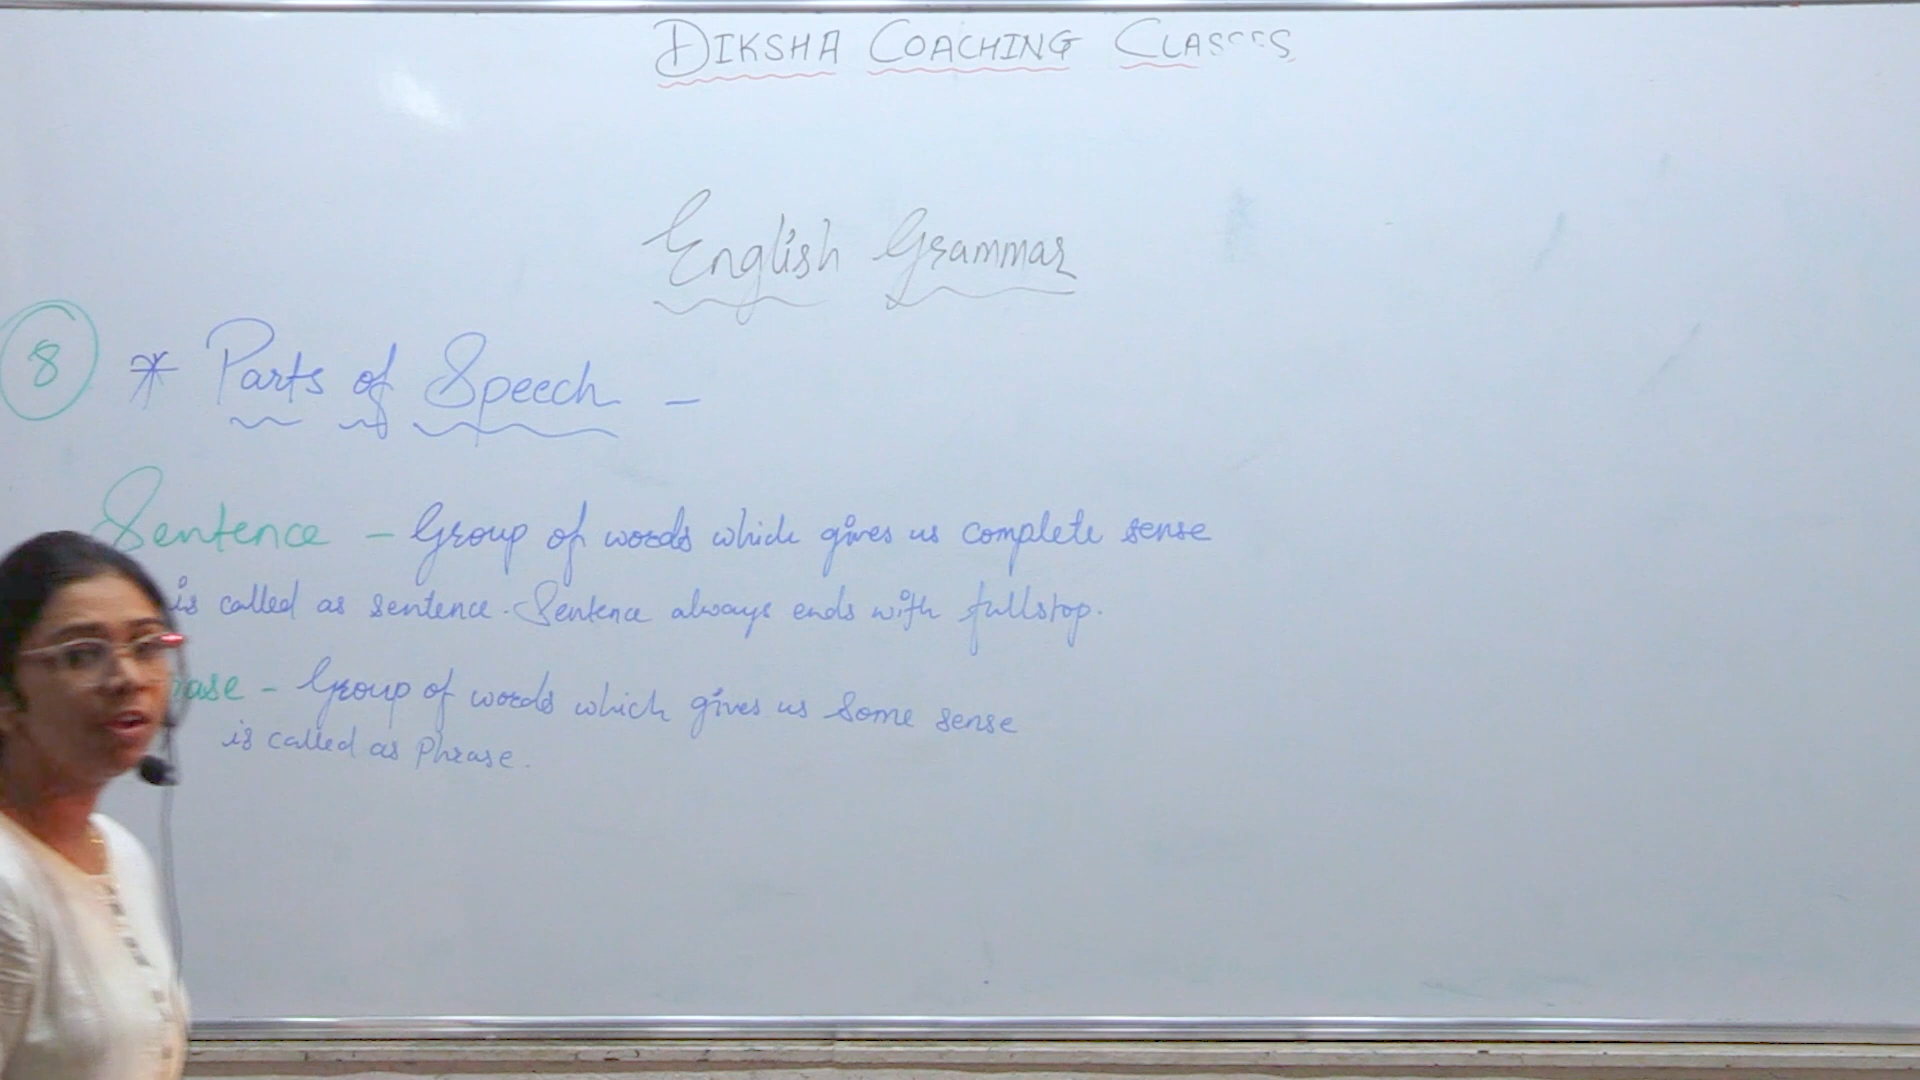 DIKSHA COACHING CLASSES
English Grammar
8 * Parts of Speech -
Sentence - Group of words which gives us complete sense
is called as sentence. Sentence always ends with fullstop.
- Group of words which gives us some sense
is called as Phrase.